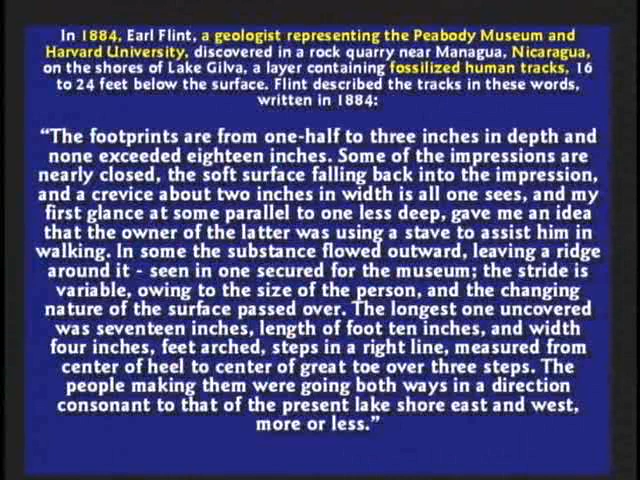 In 1884, Earl Flint, a geologist representing the Peabody Museum and
Harvard University, discovered in a rock quarry near Managua, Nicaragua,
on the shores of Lake Gilva, a layer containing fossilized human tracks, 16
to 24 feet below the surface. Flint described the tracks in these words,
written in 1884:
“The footprints are from one-half to three inches in depth and
none exceeded eighteen inches. Some of the impressions are
nearly closed, the soft surface falling back into the impression,
and a crevice about two inches in width is all one sees, and my
first glance at some parallel to one less deep, gave me an idea
that the owner of the latter was using a stave to assist him in
walking. In some the substance flowed outward, leaving a ridge
around it - seen in one secured for the museum; the stride is
variable, owing to the size of the person, and the changing
nature of the surface passed over. The longest one uncovered
was seventeen inches, length of foot ten inches, and width
four inches, feet arched, steps in a right line, measured from
center of heel to center of great toe over three steps. The
people making them were going both ways in a direction
consonant to that of the present lake shore east and west,
more or less.”